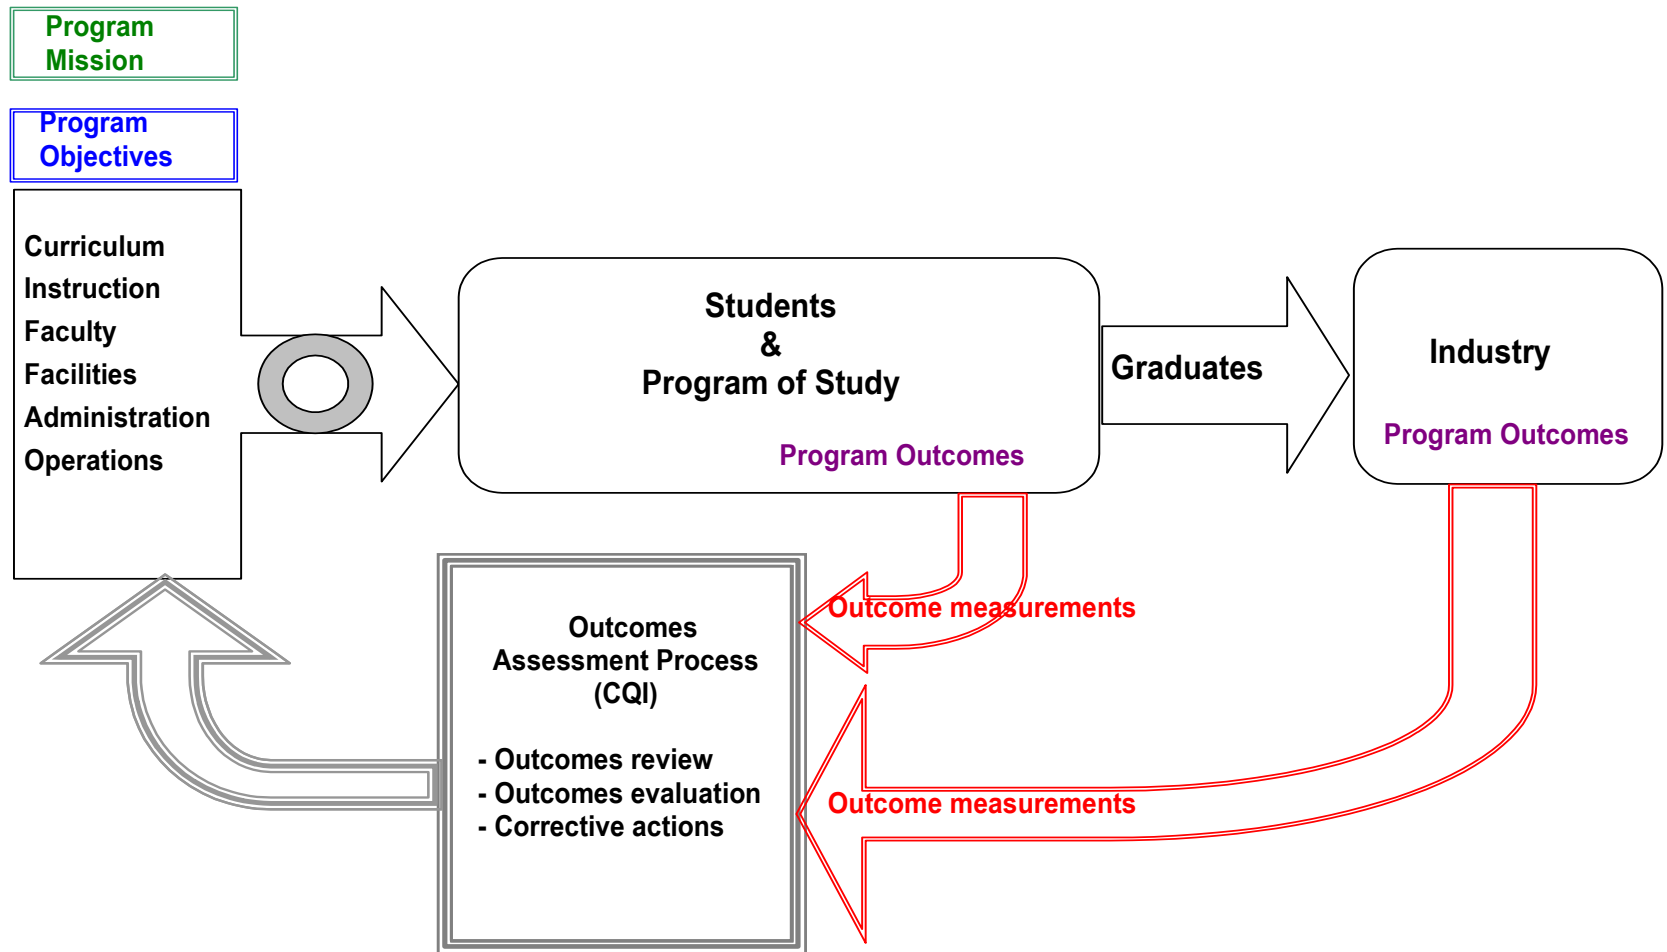 Program
Mission
Program
Objectives
Curriculum
Instruction
Faculty
Facilities
Administration
Operations
Students
&
Program of Study
Program Outcomes
Graduates
Industry
Program Outcomes
Outcomes
Assessment Process
(CQI)
- Outcomes review
- Outcomes evaluation
- Corrective actions
Outcome measurements
Outcome measurements